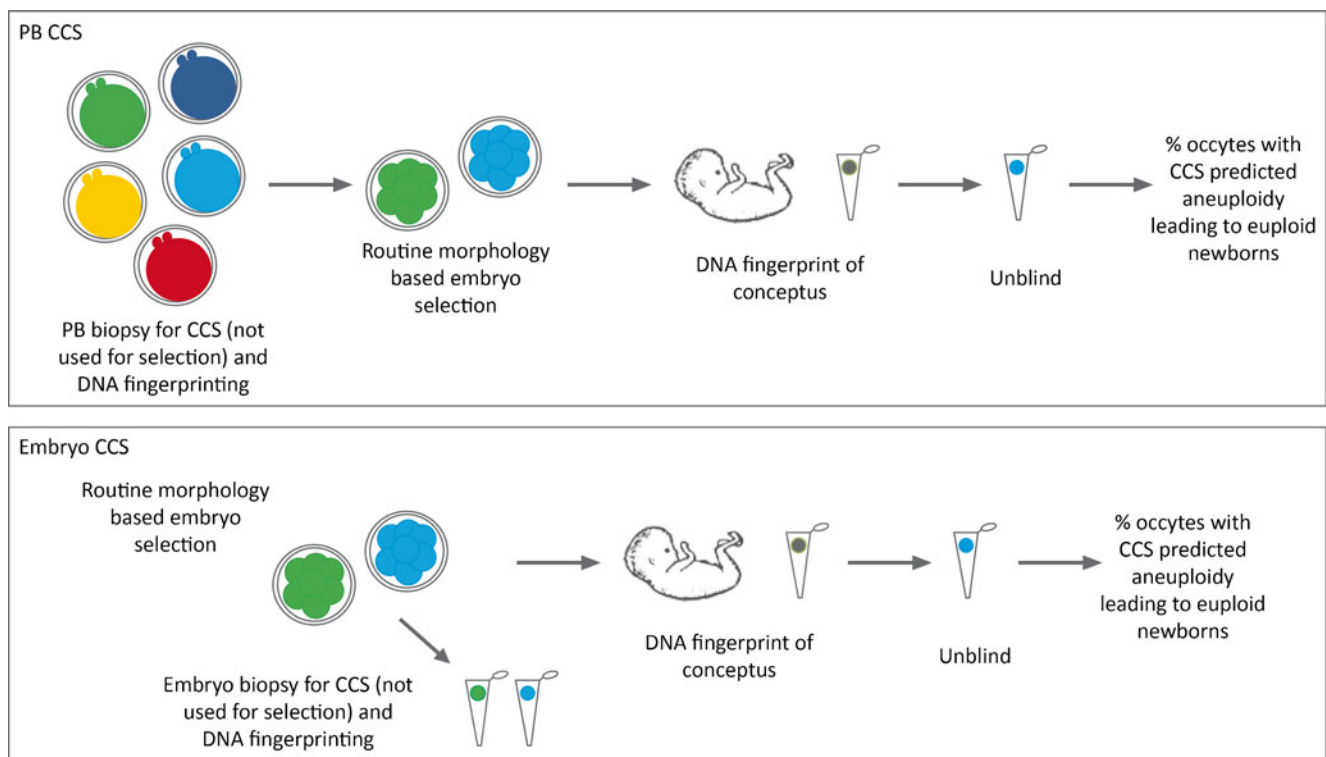 PB CCS
PB biopsy for CCS (not
used for selection) and
DNA fingerprinting
Routine morphology
based embryo
selection
DNA fingerprint of
conceptus
Unblind
% occytes with
CCS predicted
aneuploidy
leading to euploid
newborns
Embryo CCS
Routine morphology
based embryo
selection
Embryo biopsy for CCS (not
used for selection) and
DNA fingerprinting
DNA fingerprint of
conceptus
Unblind
% occytes with
CCS predicted
aneuploidy
leading to euploid
newborns